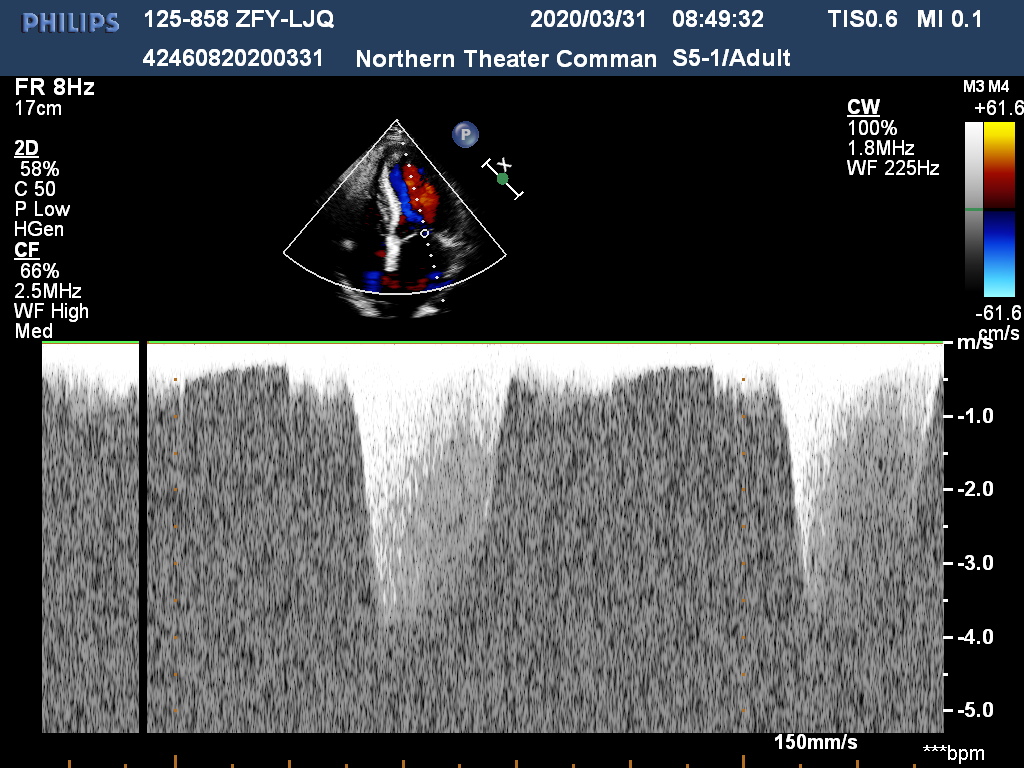 PHILIPS
125-858 ZFY-LJQ
2020/03/31 08:49:32
TIS0.6 MI 0.1
42460820200331
Northern Theater Comman
S5-1/Adult
FR 8Hz
17cm
2D
58%
C 50
P Low
HGen
CF
66%
2.5MHz
WF High
Med
P
X
CW
100%
1.8MHz
WF 225Hz
M3 M4
+61.6
-61.6
cm/s
m/s
-1.0
-2.0
-3.0
-4.0
-5.0
150mm/s
***bpm